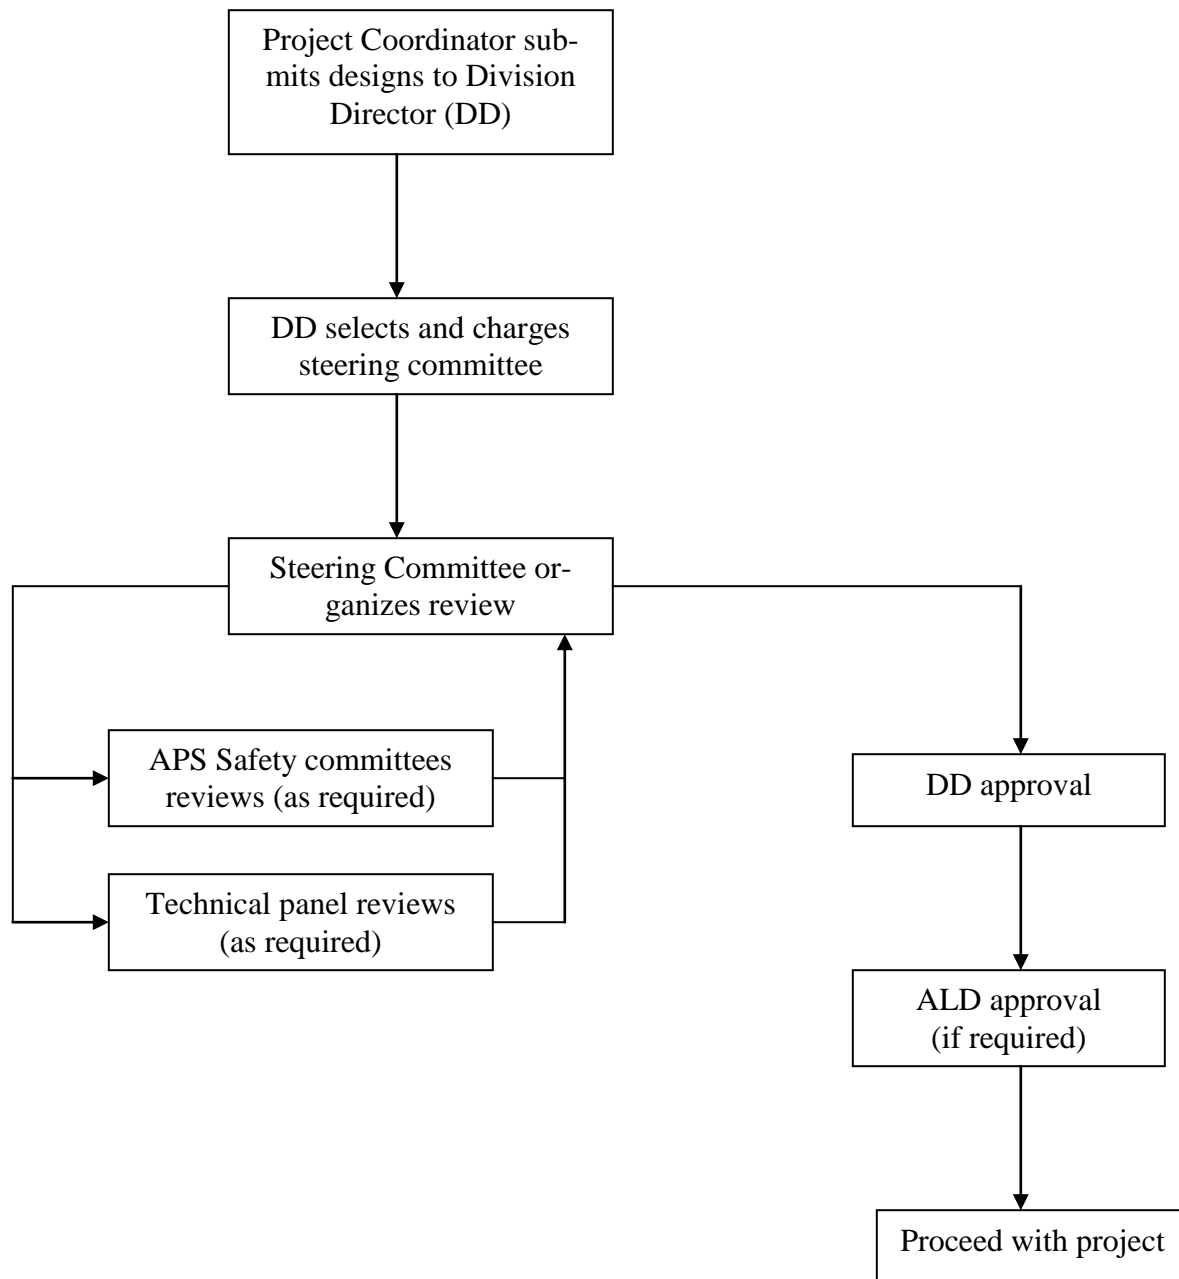 Project Coordinator sub-
mits designs to Division
Director (DD)
DD selects and charges
steering committee
Steering Committee or-
ganizes review
APS Safety committees
reviews (as required)
Technical panel reviews
(as required)
DD approval
ALD approval
(if required)
Proceed with project